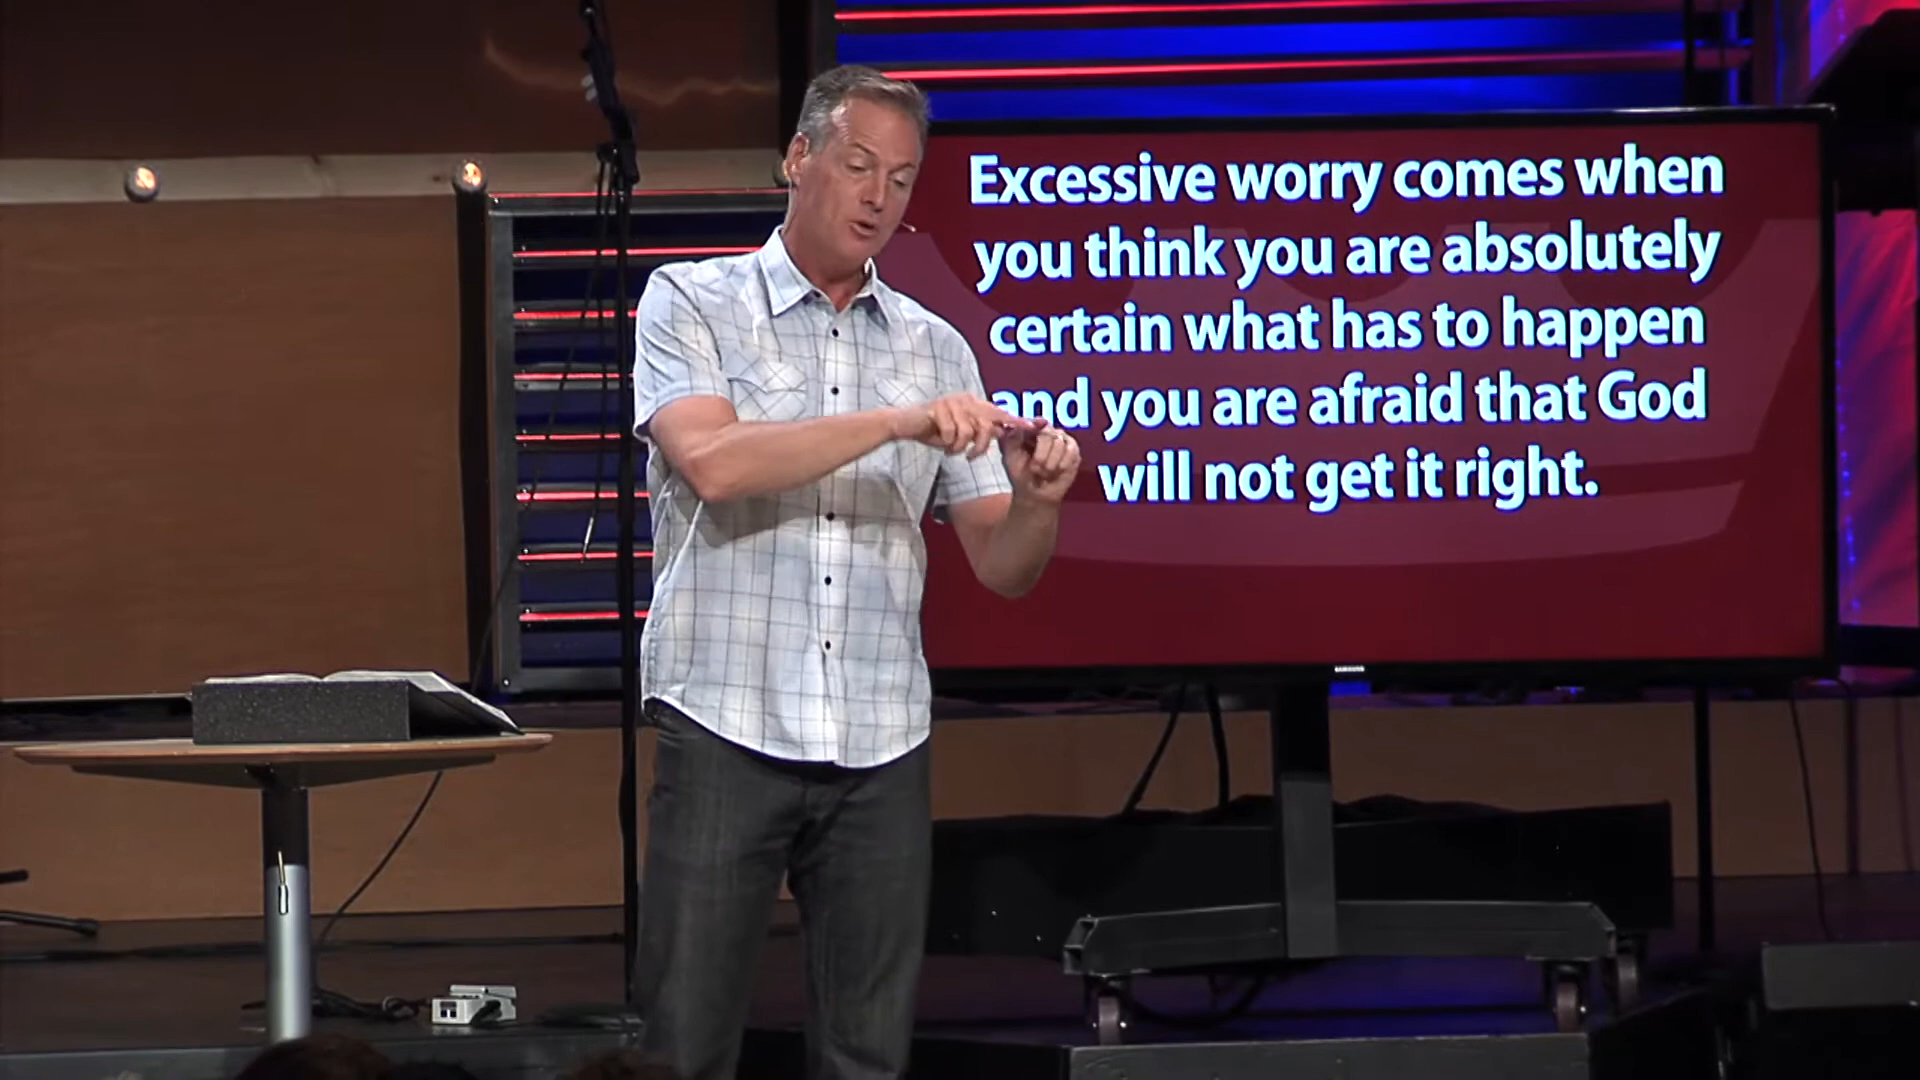 Excessive worry comes when
you think you are absolutely
certain what has to happen
and you are afraid that God
will not get it right.
SAMSUNG